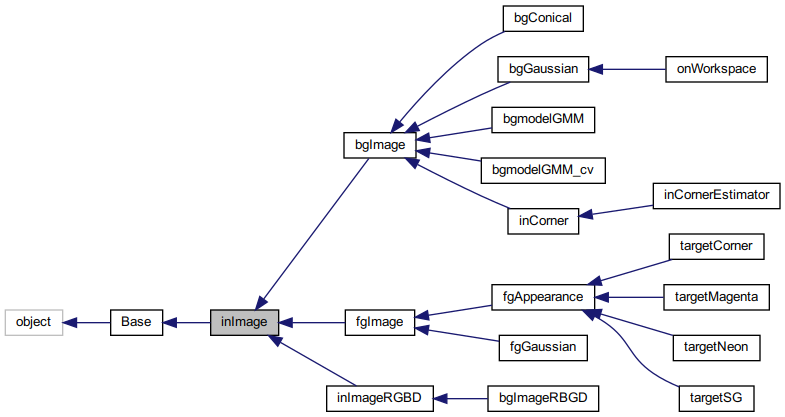 object
Base
inImage
bgImage
bgConical
bgGaussian
onWorkspace
bgmodelGMM
bgmodelGMM_cv
inCorner
inCornerEstimator
fgImage
fgAppearance
targetCorner
targetMagenta
targetNeon
targetSG
fgGaussian
inImageRGBD
bgImageRBGD